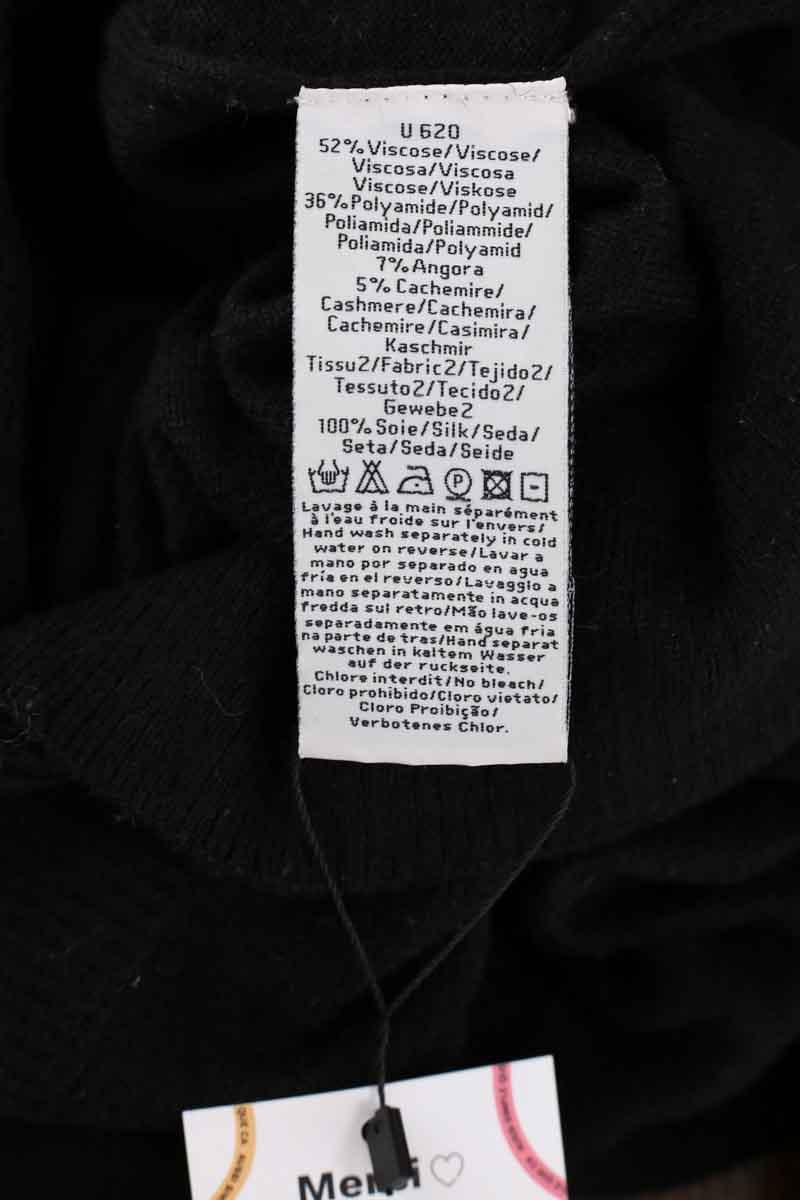 U 620
52% Viscose/Viscose/
Viscosa/Viscosa
Viscose/Viskose
36% Polyamide/Polyamid/
Poliamida/Poliammide/
Poliamida/Polyamid
7% Angora
5% Cachemire/
Cashmere/Cachemira/
Cachemire/Casimira/
Kaschmir
Tissu2/Fabric2/Tejido2/
Tessuto2/Tecido2/
Gewebe2
100% Soie/Silk/Seda/
Seta/Seda/Seide
P
Lavage à la main séparément
à l'eau froide sur l'envers/
Hand wash separately in cold
water on reverse/Lavar a
mano por separado en agua
fría en el reverso/Lavaggio a
mano separatamente in acqua
fredda sul retro/Mão lave-os
separadamente em água fria
na parte de tras/Hand separat
waschen in kaltem Wasser
auf der ruckseite.
Chlore interdit/No bleach/
Cloro prohibido/Cloro vietato/
Cloro Proibição/
Verbotenes Chlor.